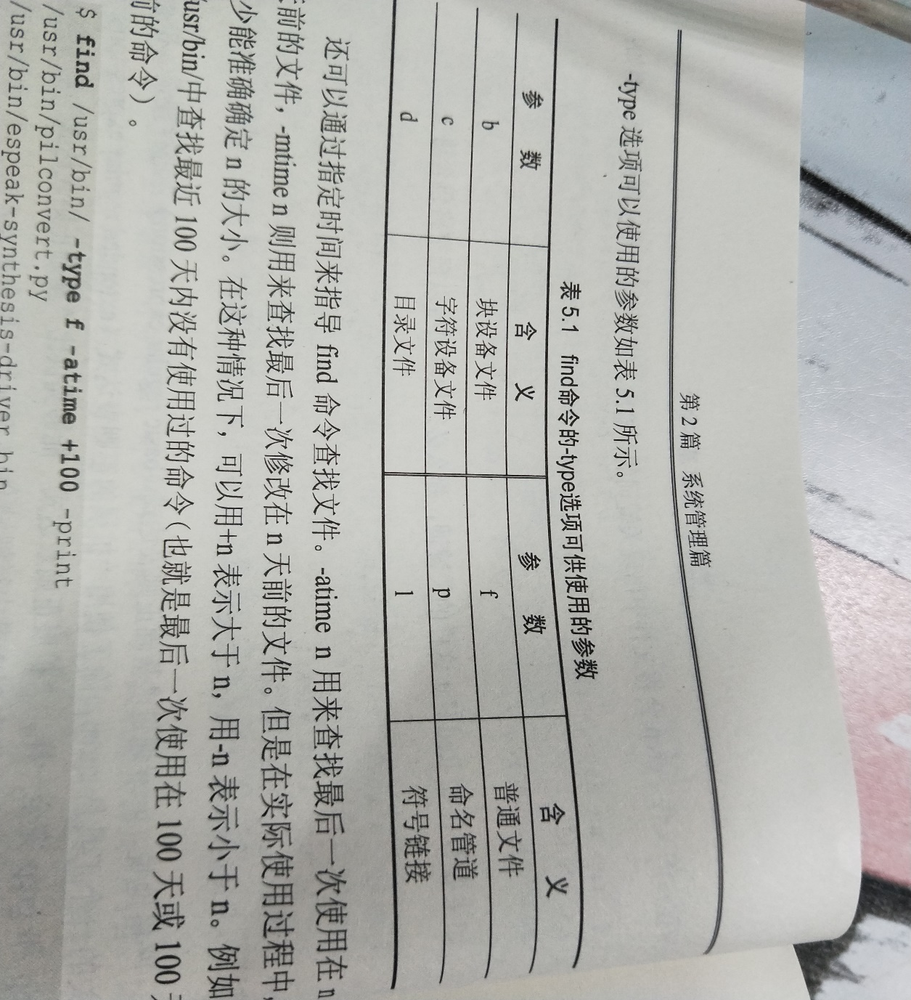 第 2 篇 系统管理篇
-type 选项可以使用的参数如表 5.1 所示。
表 5.1 find命令的-type选项可供使用的参数
参 数 含 义 参 数 含 义
b 块设备文件 f 普通文件
c 字符设备文件 p 命名管道
d 目录文件 l 符号链接
还可以通过指定时间来指导 find 命令查找文件。-atime n 用来查找最后一次使用在 n
天前的文件，-mtime n 则用来查找最后一次修改在 n 天前的文件。但是在实际使用过程中，
少能准确确定 n 的大小。在这种情况下，可以用+n 表示大于 n，用-n 表示小于 n。例如
/usr/bin/中查找最近 100 天内没有使用过的命令（也就是最后一次使用在 100 天或 100 天
前的命令）。
$ find /usr/bin/ -type f -atime +100 -print
/usr/bin/pilconvert.py
/usr/bin/espeak-synthesis-driver.bin